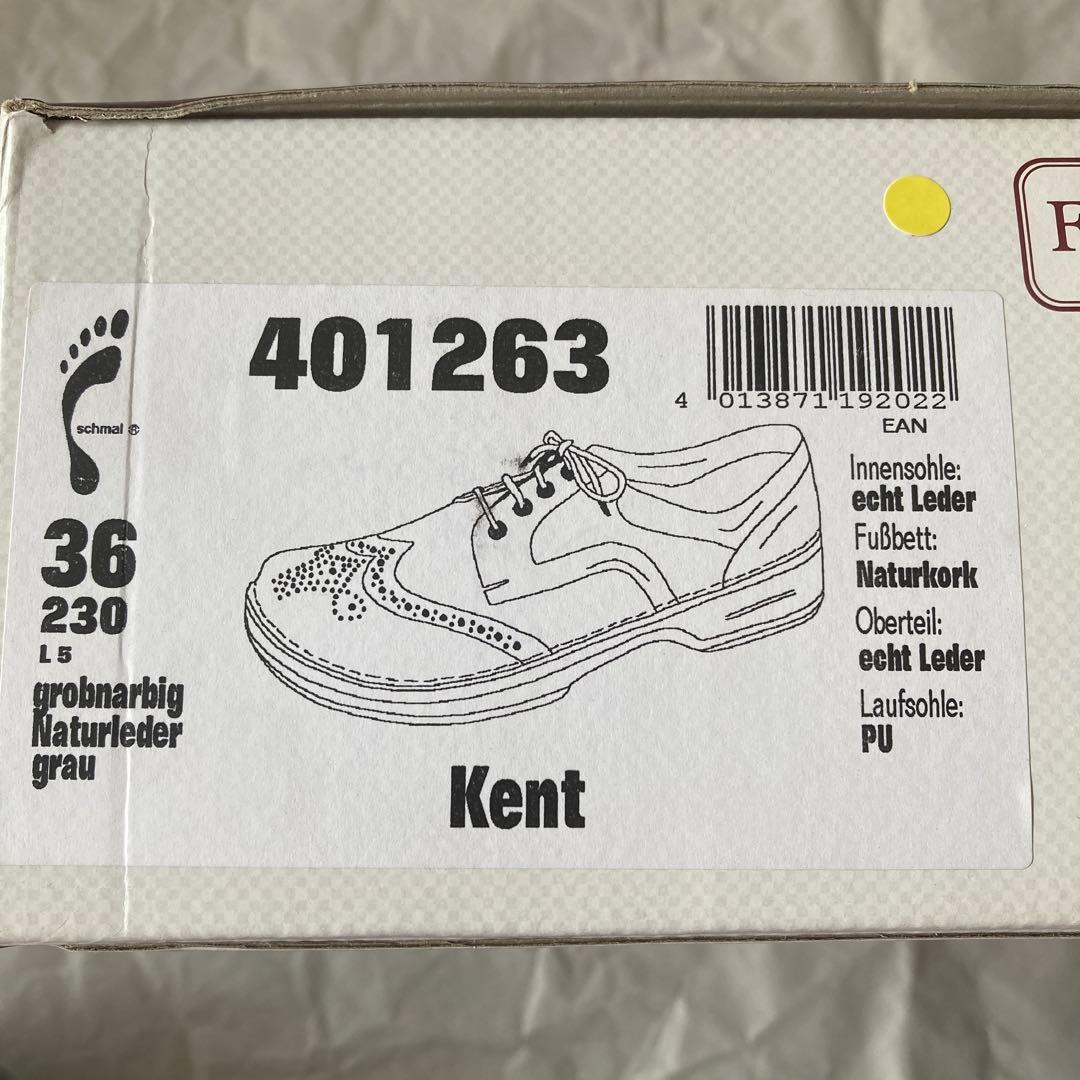 401263
4 013871 192022
EAN
schmal ®
36
230
L 5
grobnarbig
Naturleder
grau
Innensohle:
echt Leder
Fußbett:
Naturkork
Oberteil:
echt Leder
Laufsohle:
PU
Kent